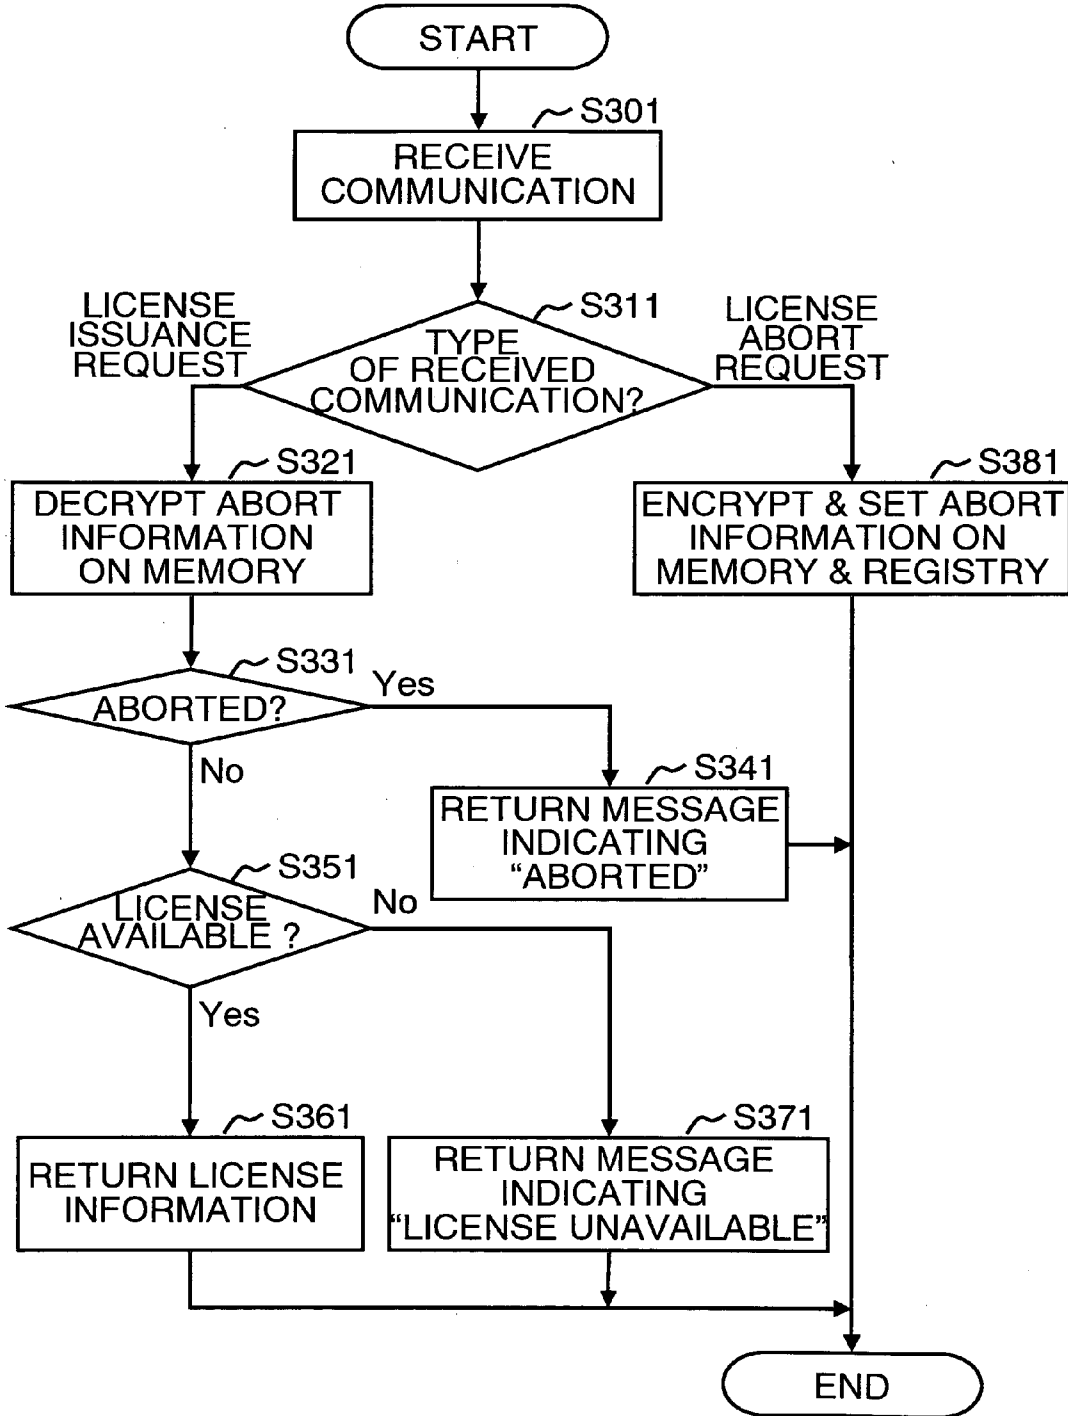 START
S301
RECEIVE
COMMUNICATION
S311
LICENSE
ISSUANCE
REQUEST
TYPE
OF RECEIVED
COMMUNICATION?
LICENSE
ABORT
REQUEST
S321
DECRYPT ABORT
INFORMATION
ON MEMORY
S381
ENCRYPT & SET ABORT
INFORMATION ON
MEMORY & REGISTRY
S331
ABORTED?
Yes
No
S341
RETURN MESSAGE
INDICATING
“ABORTED”
S351
LICENSE
AVAILABLE ?
No
Yes
S361
RETURN LICENSE
INFORMATION
S371
RETURN MESSAGE
INDICATING
“LICENSE UNAVAILABLE”
END